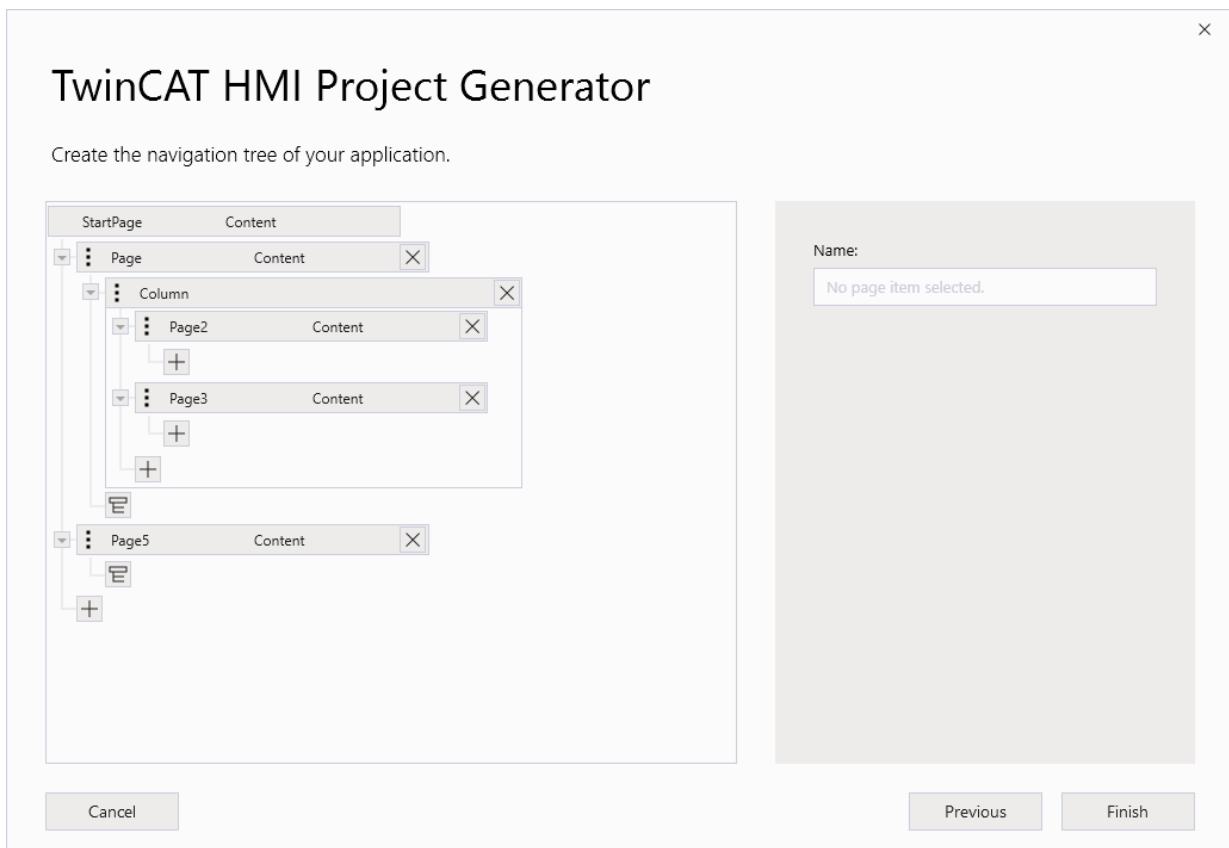 TwinCAT HMI Project Generator
Create the navigation tree of your application.
StartPage Content
Page Content
Column
Page2 Content
Page3 Content
Page5 Content
Name:
No page item selected.
Cancel
Previous
Finish